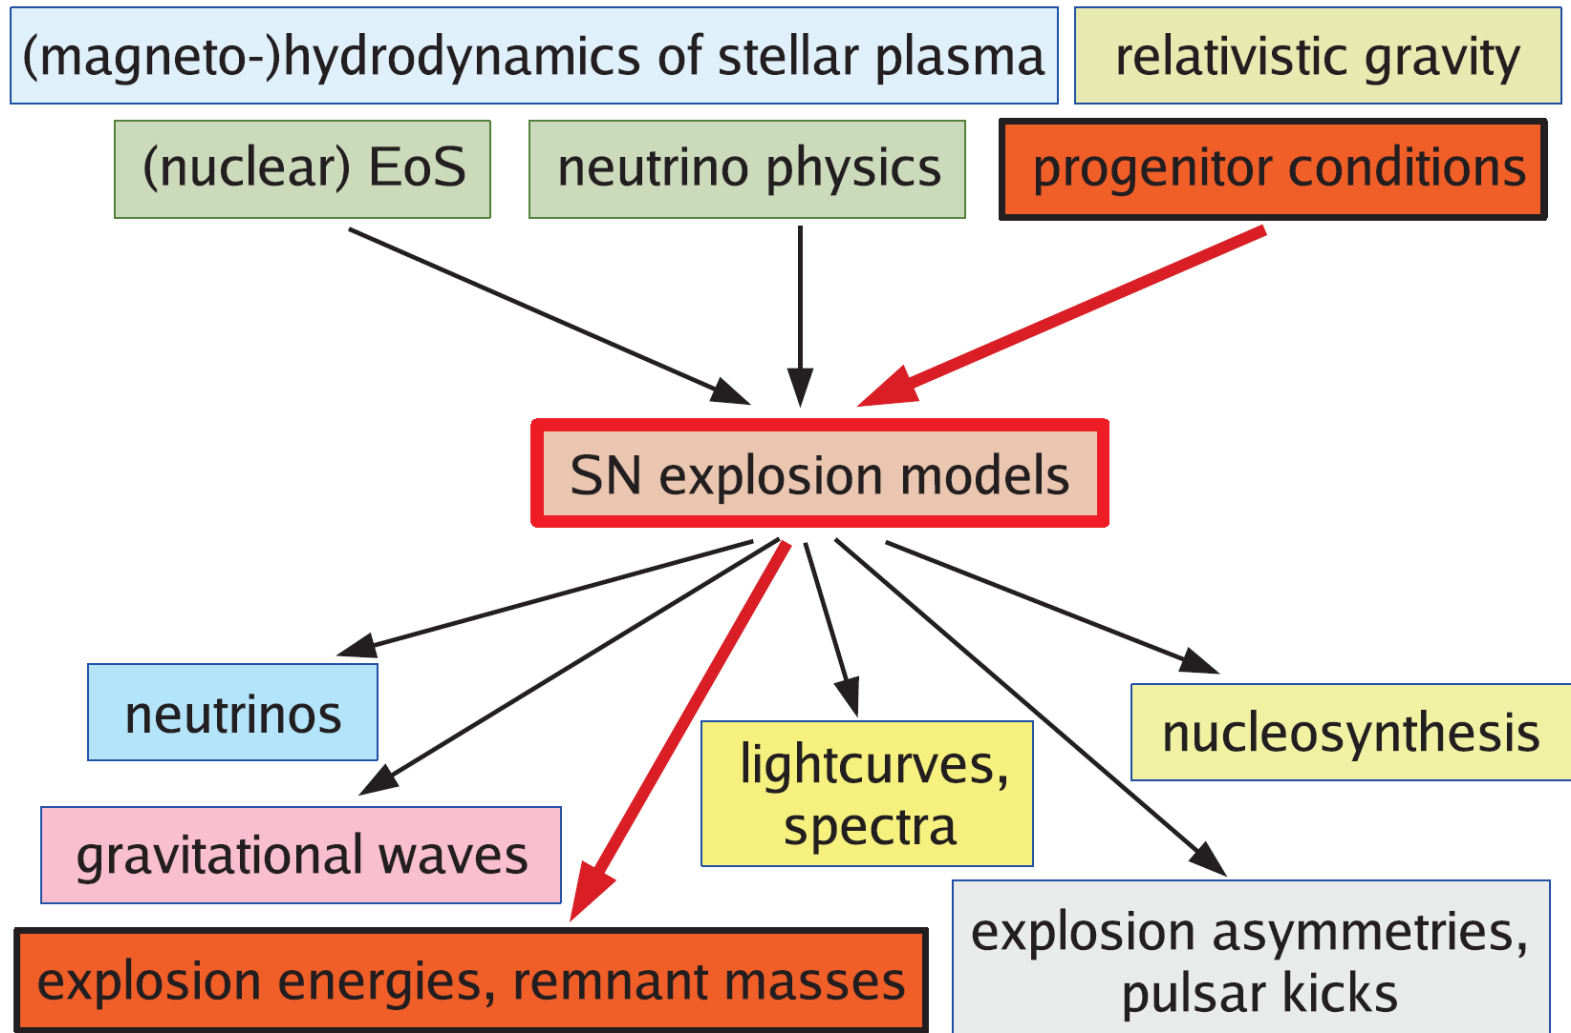 (magneto-)hydrodynamics of stellar plasma
relativistic gravity
(nuclear) EoS
neutrino physics
progenitor conditions
SN explosion models
neutrinos
nucleosynthesis
lightcurves,
spectra
gravitational waves
explosion asymmetries,
pulsar kicks
explosion energies, remnant masses